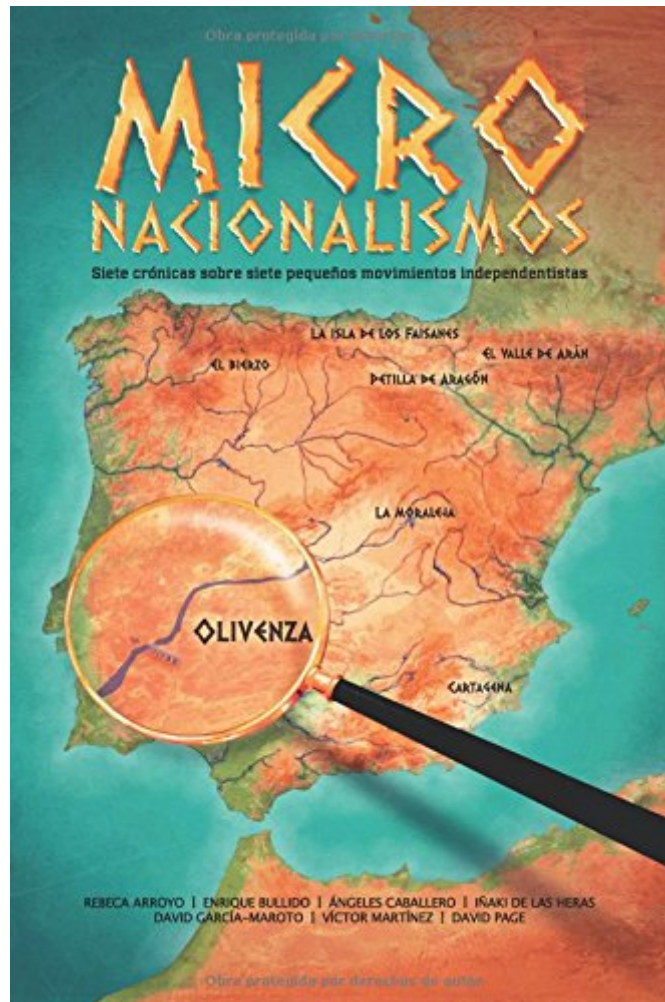 Obra protegida por derechos de autor
MICRO
NACIONALISMOS
Siete crónicas sobre siete pequeños movimientos independentistas
LA ISLA DE LOS FAISANES
EL BIERZO
EL VALLE DE ARÁN
PETILLA DE ARAGÓN
LA MORALEJA
OLIVENZA
CARTAGENA
REBECA ARROYO | ENRIQUE BULLIDO | ÁNGELES CABALLERO | IÑAKI DE LAS HERAS
DAVID GARCÍA-MAROTO | VÍCTOR MARTÍNEZ | DAVID PAGE
Obra protegida por derechos de autor